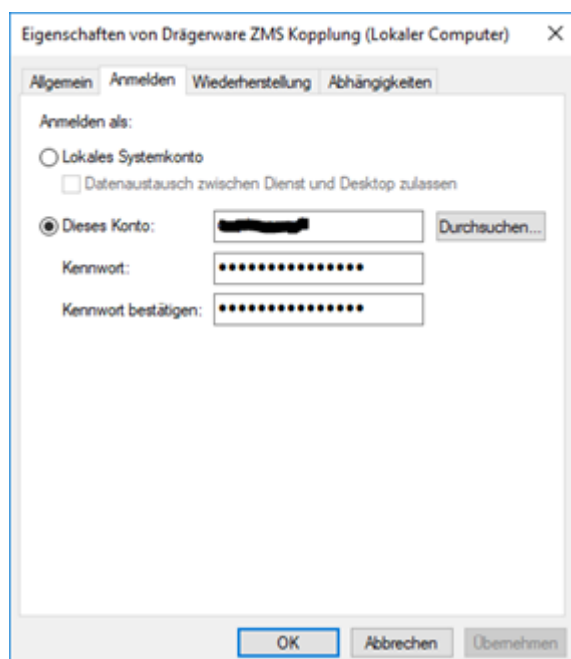 Eigenschaften von Drägerware ZMS Kopplung (Lokaler Computer)
Allgemein Anmelden Wiederherstellung Abhängigkeiten
Anmelden als:
Lokales Systemkonto
Datenaustausch zwischen Dienst und Desktop zulassen
Dieses Konto: Durchsuchen...
Kennwort: •••••••••••••••
Kennwort bestätigen: •••••••••••••••
OK Abbrechen Übernehmen